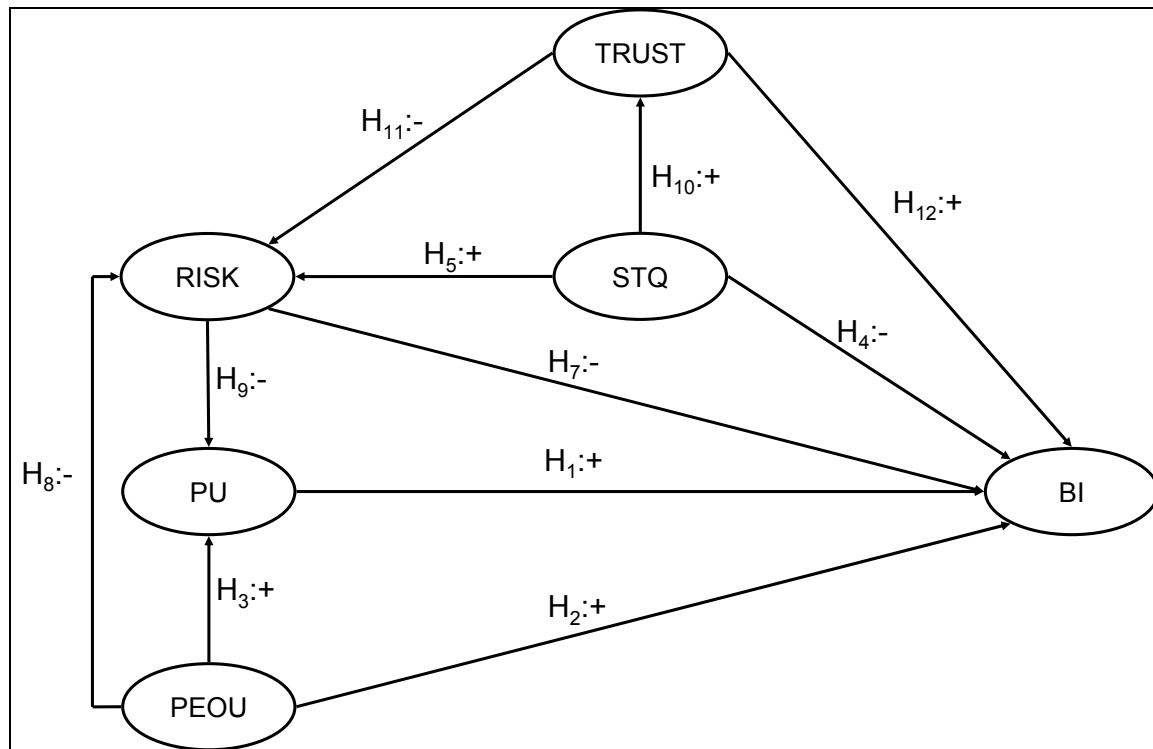 TRUST
H₁₁:-
H₁₀:+
H₁₂:+
H₅:+
RISK
STQ
H₄:-
H₇:-
H₉:-
H₁:+
H₈:-
PU
BI
H₃:+
H₂:+
PEOU